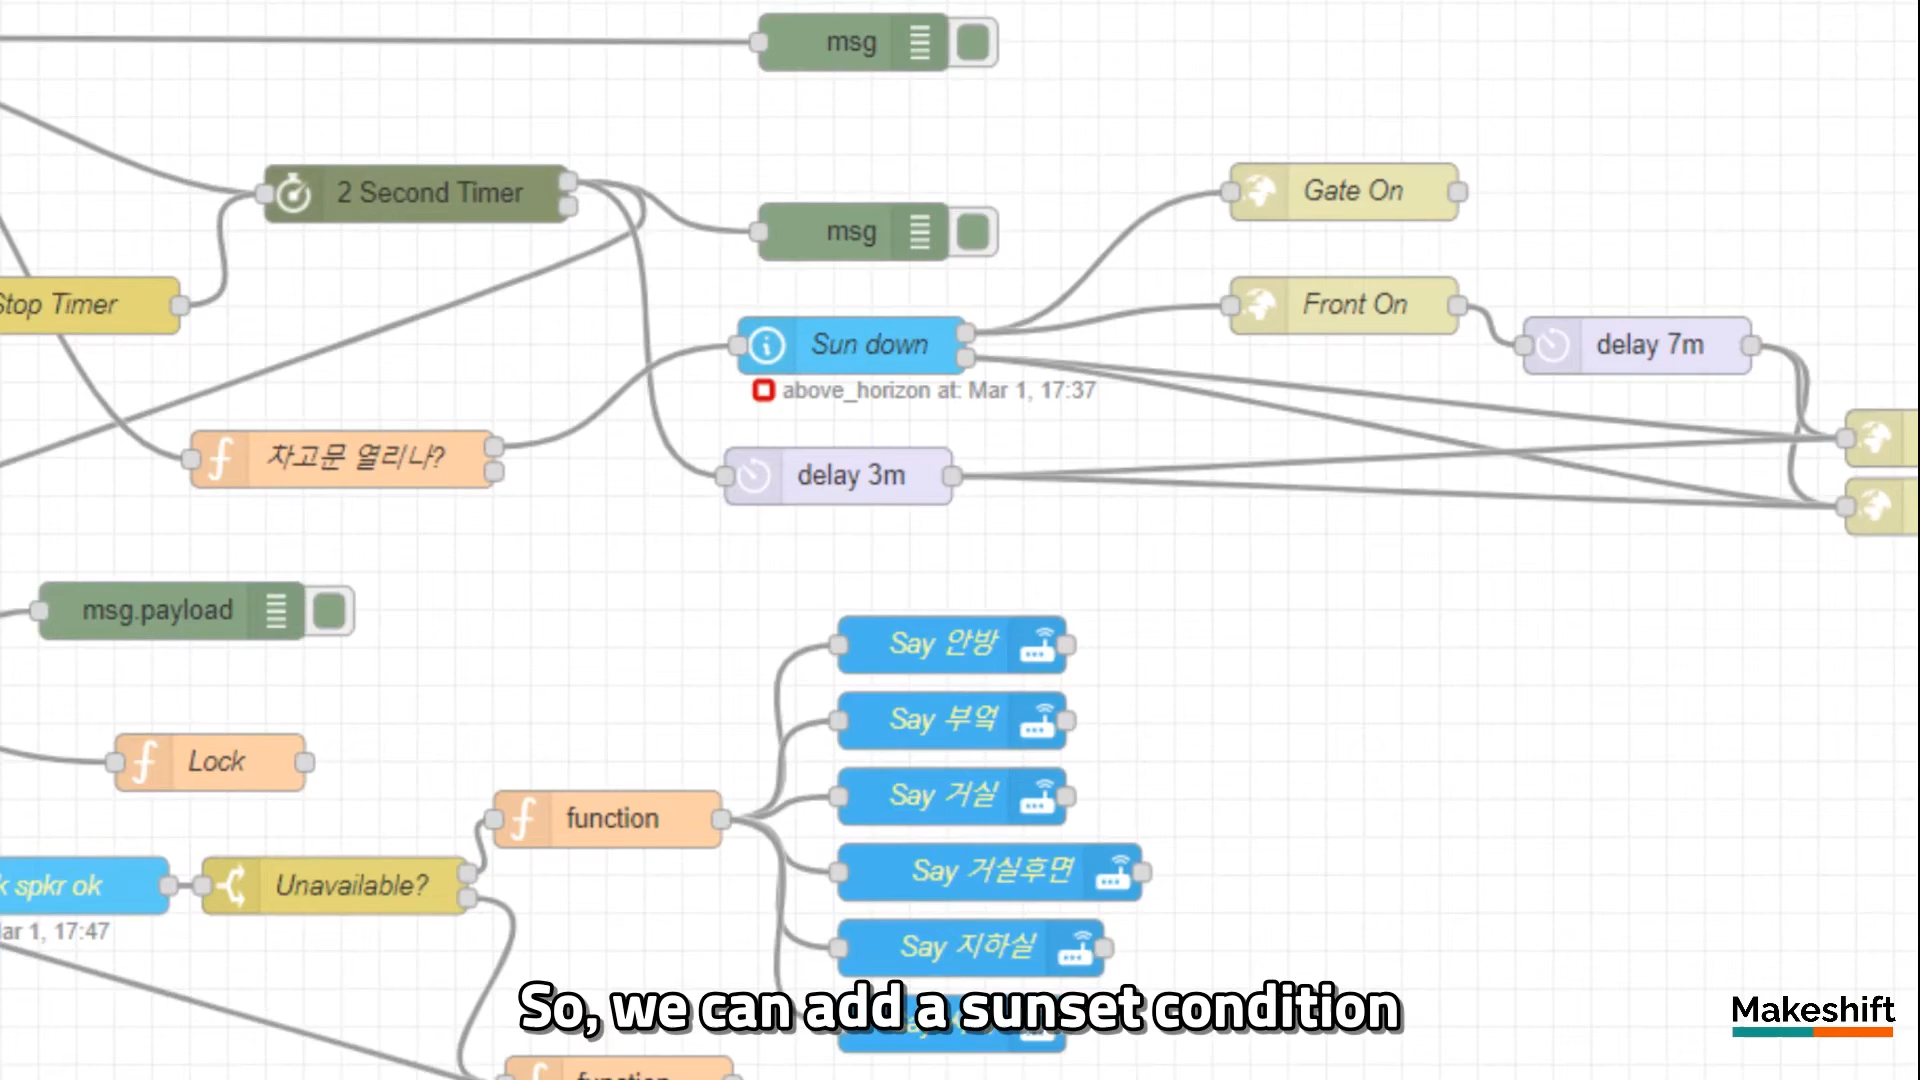 msg
2 Second Timer
Gate On
msg
Stop Timer
Front On
Sun down
delay 7m
above_horizon at: Mar 1, 17:37
차고문 열리나?
delay 3m
msg.payload
Say 안방
Say 부엌
Lock
Say 거실
function
Say 거실후면
k spkr ok
Unavailable?
Mar 1, 17:47
Say 지하실
So, we can add a sunset condition
Makeshift
function